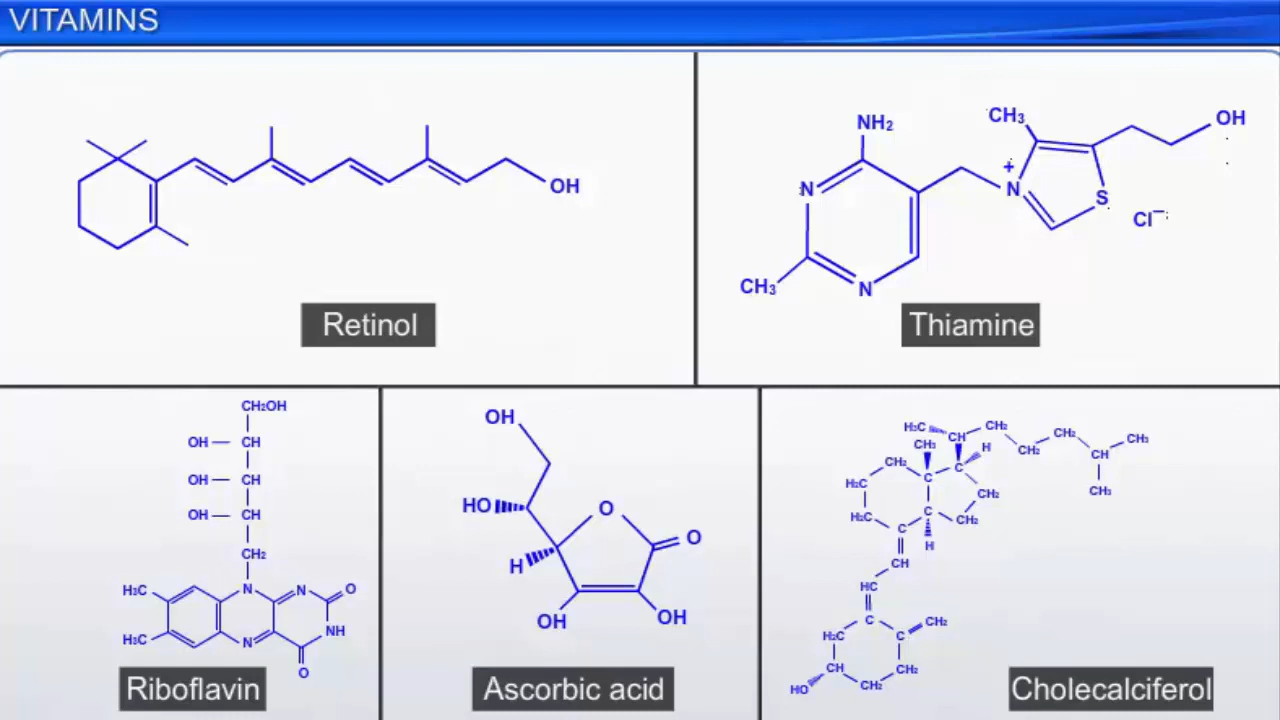 VITAMINS
OH
Retinol
NH₂
N
CH₃
N
CH₃
+
N
S
OH
Cl⁻
Thiamine
CH₂OH
OH CH
OH CH
OH CH
CH₂
H₃C N N O
H₃C N NH
O
Riboflavin
OH
HO
O
O
H
OH
OH
Ascorbic acid
H₃C CH CH₂ CH₂ CH₂ CH CH₃
CH₃
CH₃ H
CH₂ C C
H₂C CH₂
H₂C C CH₂
C H
CH
HC
C CH₂
H₂C C
CH CH₂
HO CH₂
Cholecalciferol